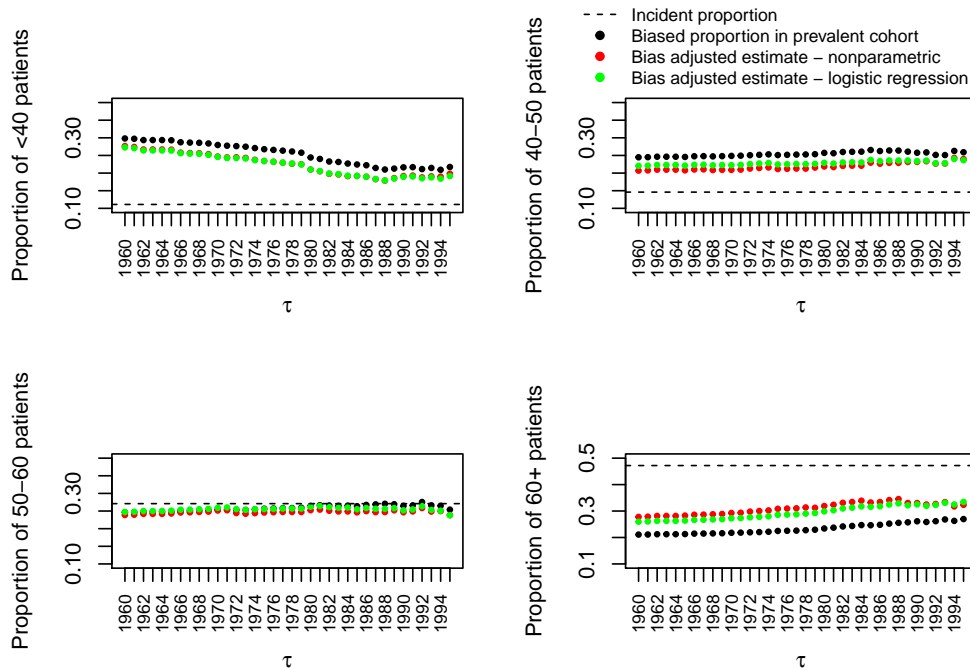 Incident proportion
Biased proportion in prevalent cohort
Bias adjusted estimate − nonparametric
Bias adjusted estimate − logistic regression
Proportion of <40 patients
0.10
0.30
1960 1962 1964 1966 1968 1970 1972 1974 1976 1978 1980 1982 1984 1986 1988 1990 1992 1994
τ
Proportion of 40−50 patients
0.10
0.30
1960 1962 1964 1966 1968 1970 1972 1974 1976 1978 1980 1982 1984 1986 1988 1990 1992 1994
τ
Proportion of 50−60 patients
0.10
0.30
1960 1962 1964 1966 1968 1970 1972 1974 1976 1978 1980 1982 1984 1986 1988 1990 1992 1994
τ
Proportion of 60+ patients
0.1
0.3
0.5
1960 1962 1964 1966 1968 1970 1972 1974 1976 1978 1980 1982 1984 1986 1988 1990 1992 1994
τ